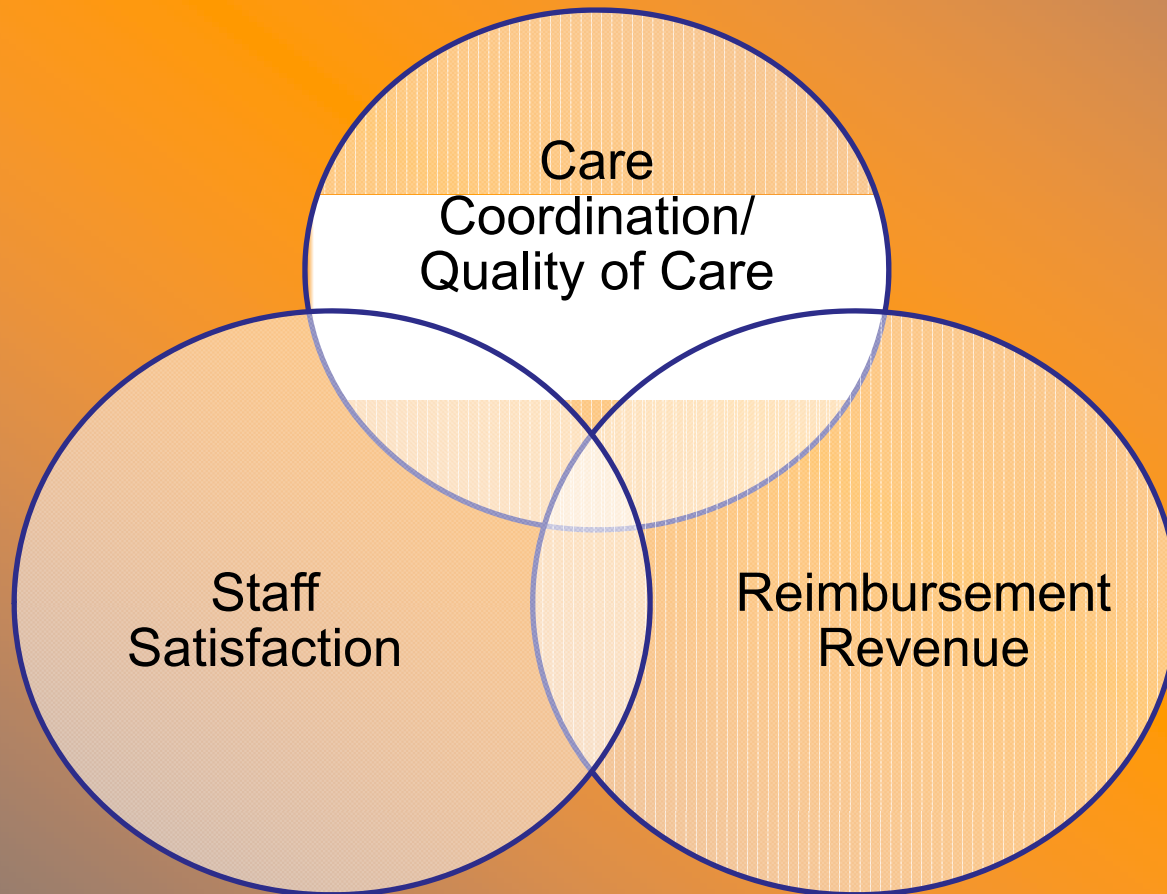 Care
Coordination/
Quality of Care
Staff
Satisfaction
Reimbursement
Revenue